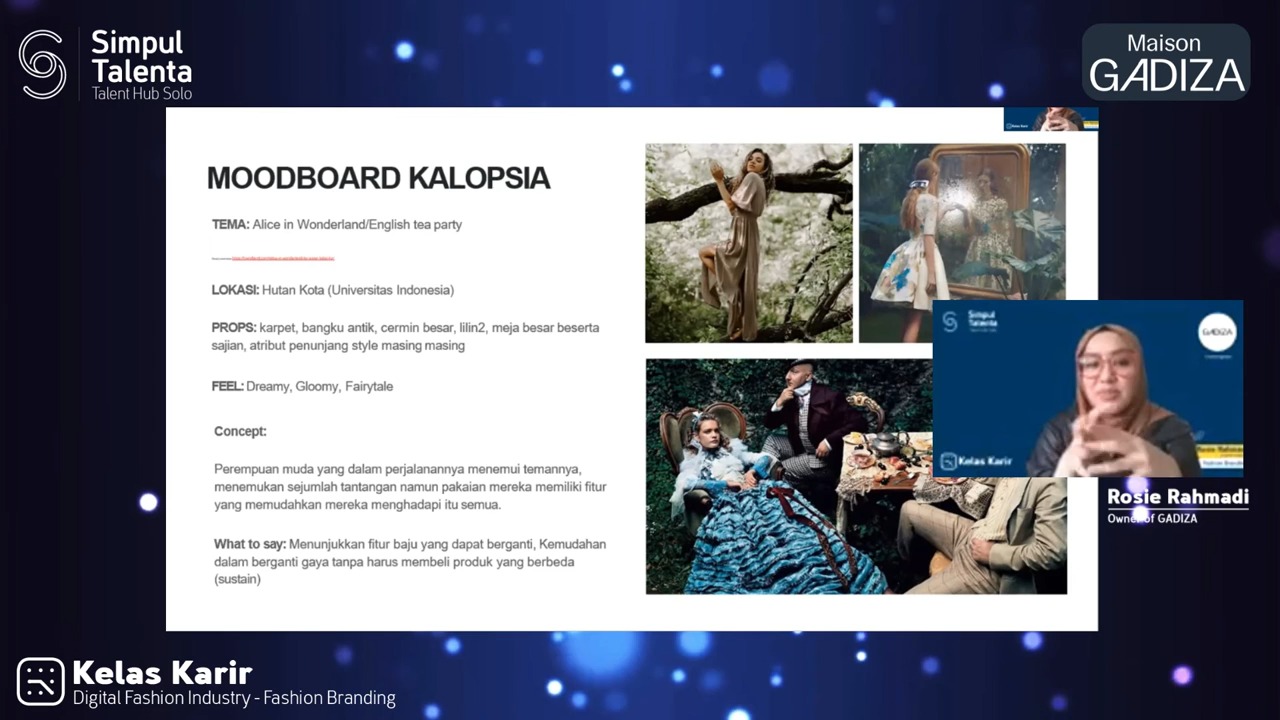 Simpul
Talenta
Talent Hub Solo
Maison
GADIZA
MOODBOARD KALOPSIA
TEMA: Alice in Wonderland/English tea party
LOKASI: Hutan Kota (Universitas Indonesia)
PROPS: karpet, bangku antik, cermin besar, lilin2, meja besar beserta
sajian, atribut penunjang style masing masing
FEEL: Dreamy, Gloomy, Fairytale
Concept:
Perempuan muda yang dalam perjalanannya menemui temannya,
menemukan sejumlah tantangan namun pakaian mereka memiliki fitur
yang memudahkan mereka menghadapi itu semua.
What to say: Menunjukkan fitur baju yang dapat berganti, Kemudahan
dalam berganti gaya tanpa harus membeli produk yang berbeda
(sustain)
Simpul
Talenta
GADIZA
Kelas Karir
Rosie Rahmadi
Owner of GADIZA
Kelas Karir
Digital Fashion Industry - Fashion Branding